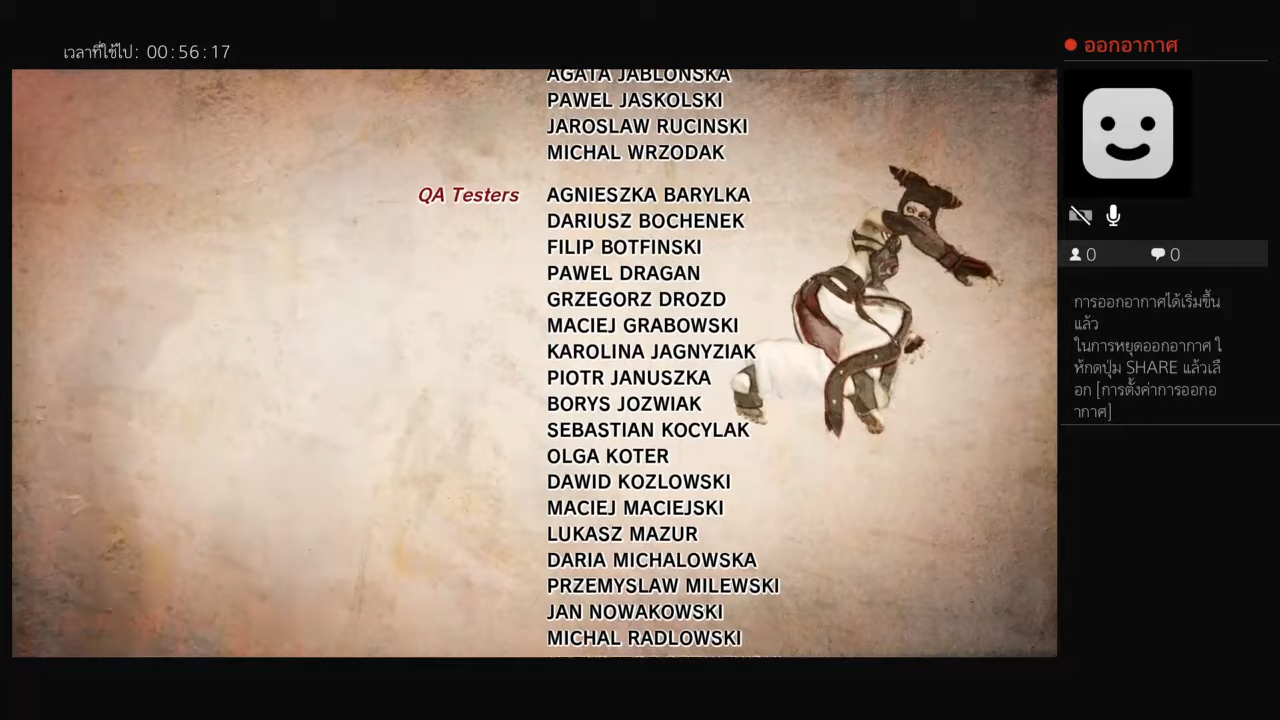 เวลาที่ใช้ไป: 00:56:17
ออกอากาศ
AGATA JABLONSKA
PAWEL JASKOLSKI
JAROSLAW RUCINSKI
MICHAL WRZODAK
QA Testers AGNIESZKA BARYLKA
DARIUSZ BOCHENEK
FILIP BOTFINSKI
PAWEL DRAGAN
GRZEGORZ DROZD
MACIEJ GRABOWSKI
KAROLINA JAGNYZIAK
PIOTR JANUSZKA
BORYS JOZWIAK
SEBASTIAN KOCYLAK
OLGA KOTER
DAWID KOZLOWSKI
MACIEJ MACIEJSKI
LUKASZ MAZUR
DARIA MICHALOWSKA
PRZEMYSLAW MILEWSKI
JAN NOWAKOWSKI
MICHAL RADLOWSKI
0 0
การออกอากาศได้เริ่มขึ้น
แล้ว
ในการหยุดออกอากาศ ใ
ห้กดปุ่ม SHARE แล้วเลื
อก [การตั้งค่าการออกอ
ากาศ]